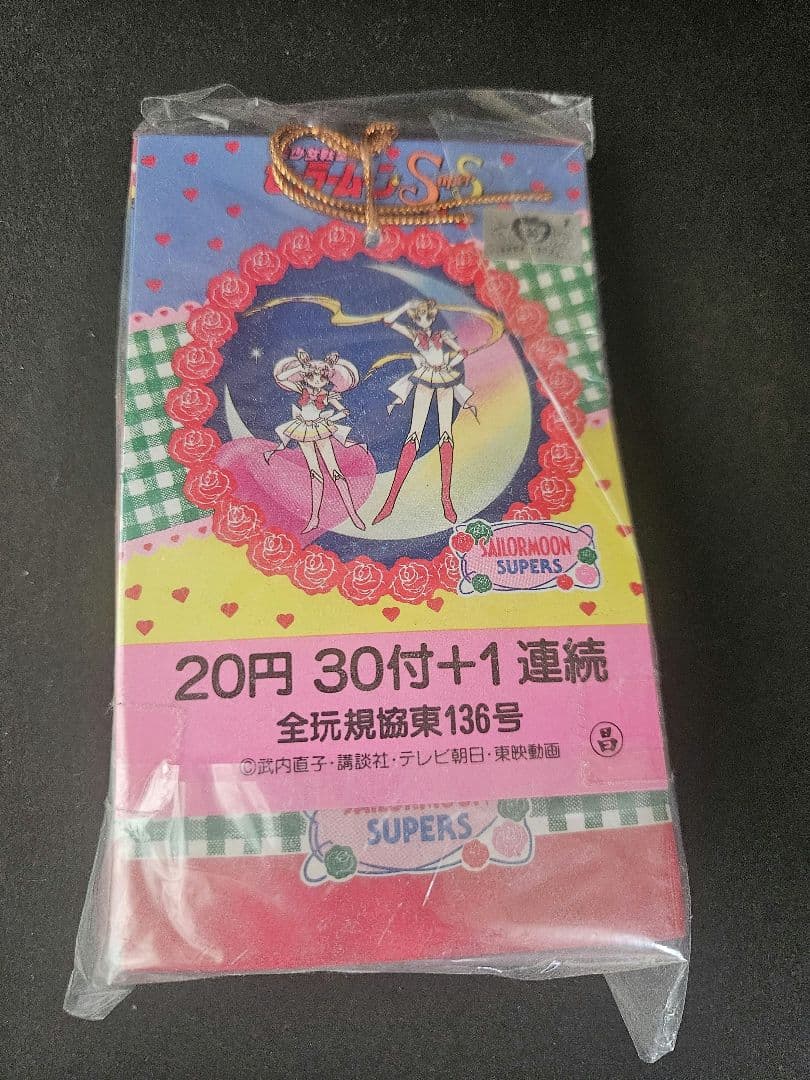 少女戦士
セーラームーンSuperS
SAILORMOON
SUPERS
20円 30付+1 連続
全玩規協東136号
昌
©武内直子・講談社・テレビ朝日・東映動画
SAILORMOON
SUPERS